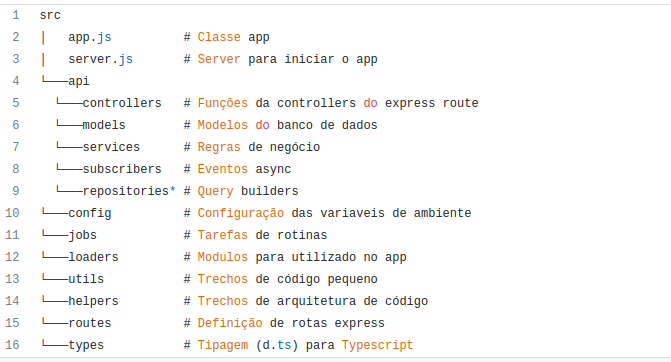 1 src
2 │   app.js          # Classe app
3 │   server.js       # Server para iniciar o app
4 └───api
5   └───controllers   # Funções da controllers do express route
6   └───models        # Modelos do banco de dados
7   └───services      # Regras de negócio
8   └───subscribers   # Eventos async
9   └───repositories* # Query builders
10 └───config          # Configuração das variaveis de ambiente
11 └───jobs            # Tarefas de rotinas
12 └───loaders         # Modulos para utilizado no app
13 └───utils           # Trechos de código pequeno
14 └───helpers         # Trechos de arquitetura de código
15 └───routes          # Definição de rotas express
16 └───types           # Tipagem (d.ts) para Typescript